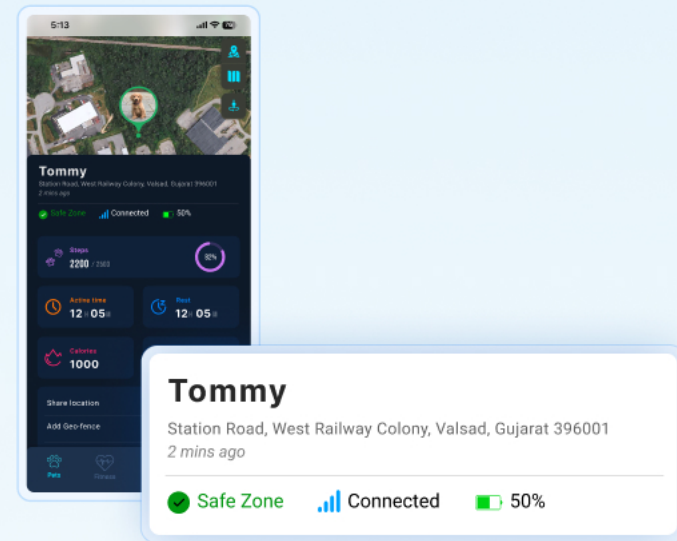 5:13
Tommy
Station Road, West Railway Colony, Valsad, Gujarat 396001
2 mins ago
Safe Zone Connected 50%
Steps
2200 / 2503
92%
Active time Rest
12 05 12 05
Calories
1000
Share location
Add Geo-fence
Pets Fitness
Tommy
Station Road, West Railway Colony, Valsad, Gujarat 396001
2 mins ago
Safe Zone Connected 50%